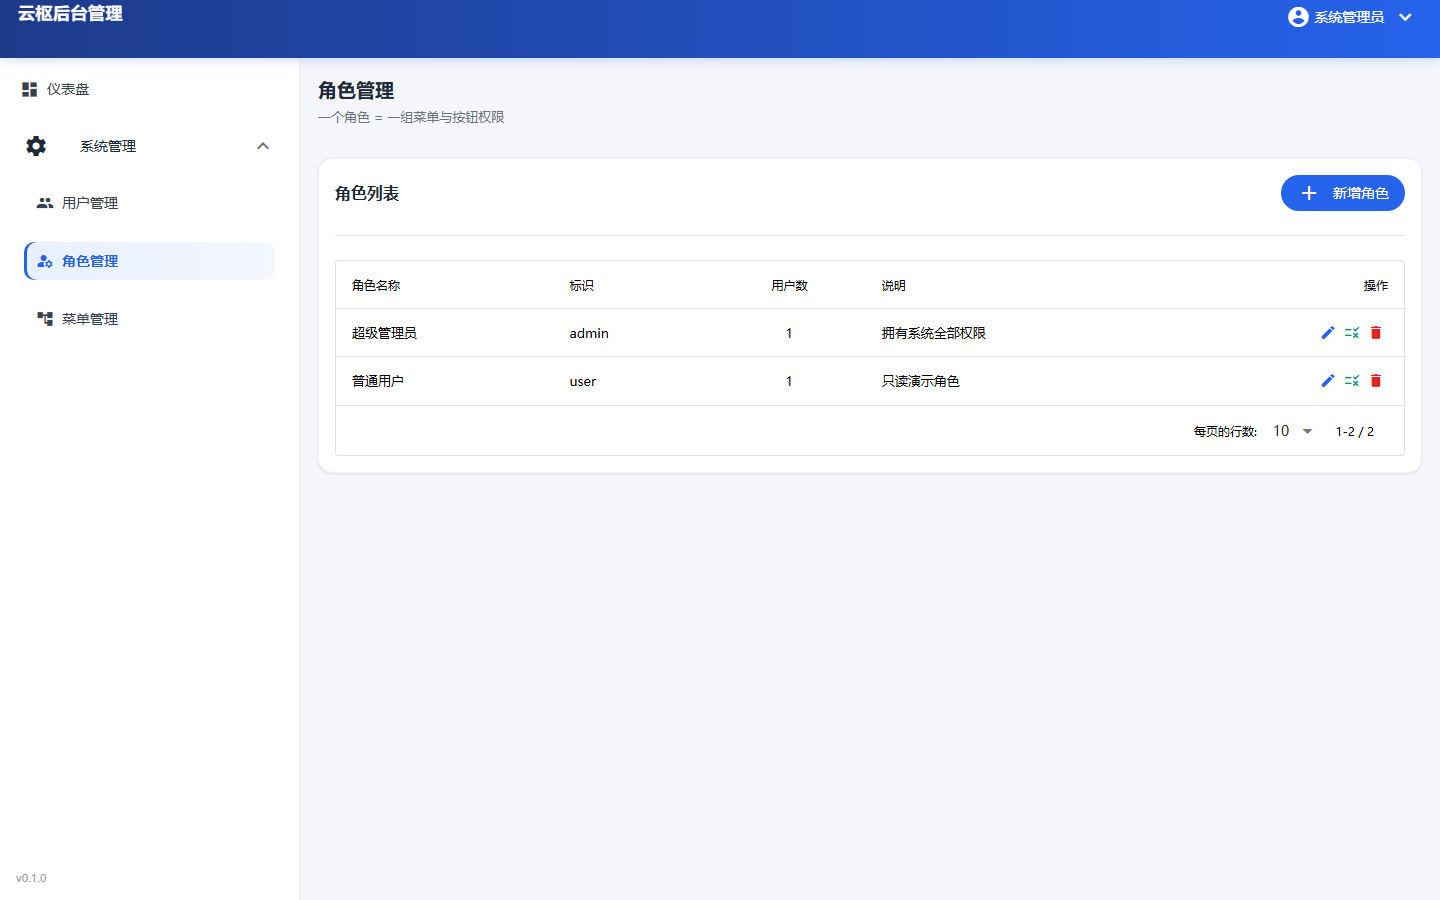 云枢后台管理
系统管理员
仪表盘
系统管理
用户管理
角色管理
菜单管理
v0.1.0
角色管理
一个角色 = 一组菜单与按钮权限
角色列表
新增角色
角色名称 标识 用户数 说明 操作
超级管理员 admin 1 拥有系统全部权限
普通用户 user 1 只读演示角色
每页的行数: 10 1-2 / 2